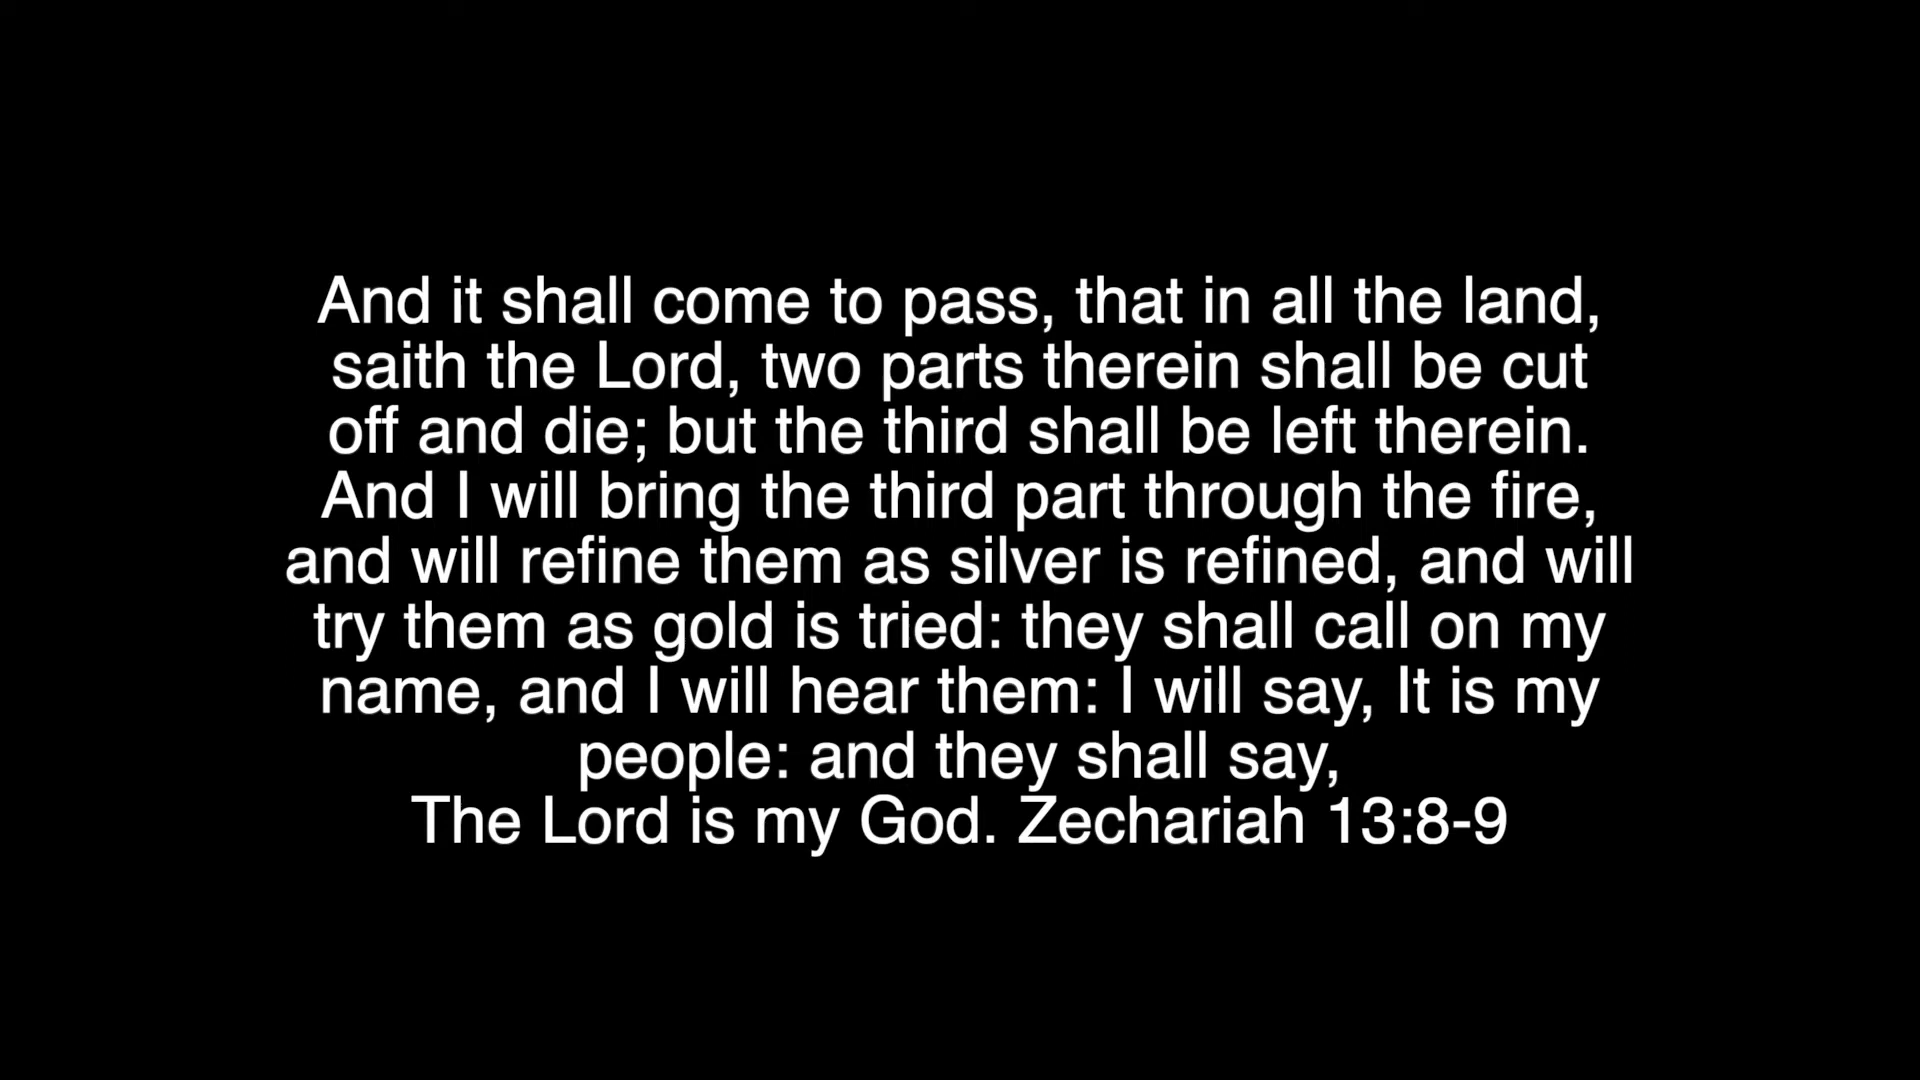 And it shall come to pass, that in all the land,
saith the Lord, two parts therein shall be cut
off and die; but the third shall be left therein.
And I will bring the third part through the fire,
and will refine them as silver is refined, and will
try them as gold is tried: they shall call on my
name, and I will hear them: I will say, It is my
people: and they shall say,
The Lord is my God. Zechariah 13:8-9